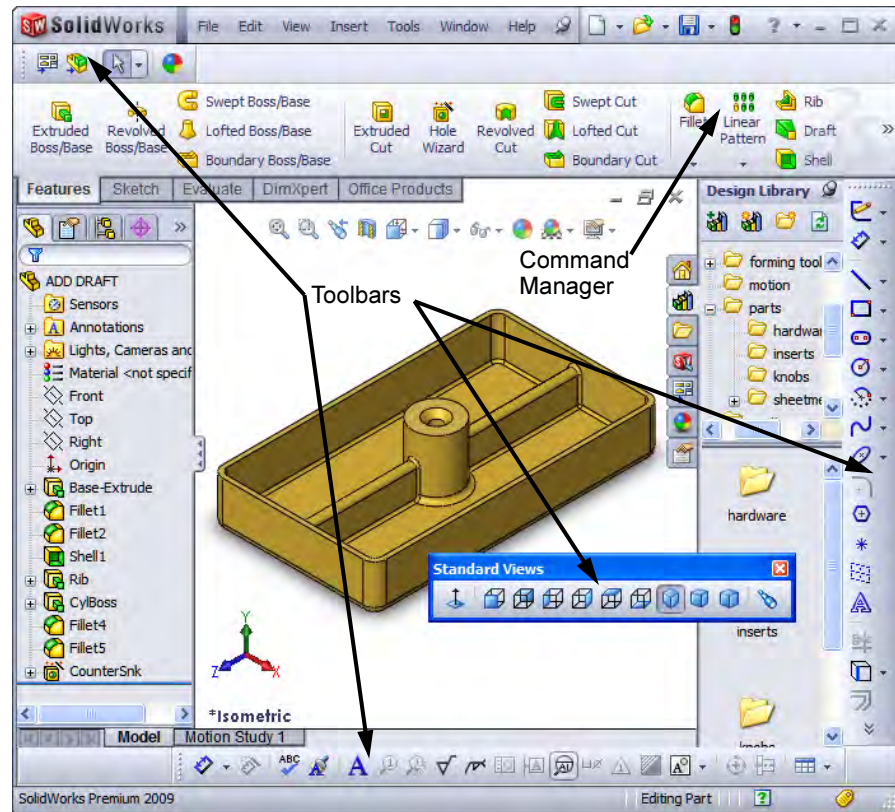 SolidWorks File Edit View Insert Tools Window Help ?
Extruded Boss/Base
Revolved Boss/Base
Swept Boss/Base
Lofted Boss/Base
Boundary Boss/Base
Extruded Cut
Hole Wizard
Revolved Cut
Swept Cut
Lofted Cut
Boundary Cut
Fillet
Linear Pattern
Rib
Draft
Shell
Features Sketch Evaluate DimXpert Office Products
Design Library
Command
Manager
Toolbars
ADD DRAFT
Sensors
Annotations
Lights, Cameras and
Material <not specif
Front
Top
Right
Origin
Base-Extrude
Fillet1
Fillet2
Shell1
Rib
CylBoss
Fillet4
Fillet5
CounterSnk
forming tool
motion
parts
hardwar
inserts
knobs
sheetme
hardware
inserts
knobs
Standard Views
Y
Z
X
*Isometric
Model Motion Study 1
ABC A
SolidWorks Premium 2009 Editing Part ?